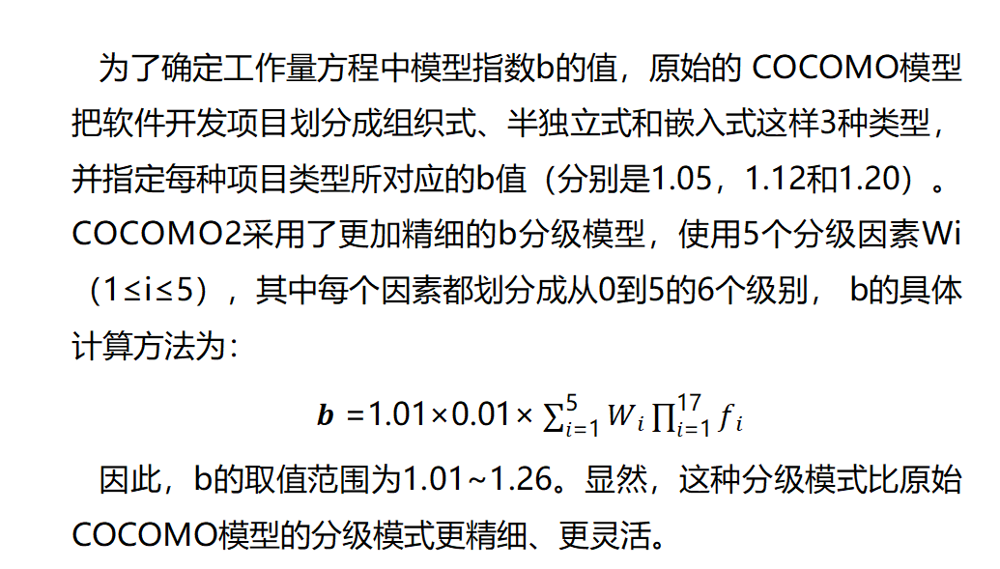 为了确定工作量方程中模型指数b的值，原始的 COCOMO模型
把软件开发项目划分成组织式、半独立式和嵌入式这样3种类型，
并指定每种项目类型所对应的b值（分别是1.05，1.12和1.20）。
COCOMO2采用了更加精细的b分级模型，使用5个分级因素Wi
（1≤i≤5），其中每个因素都划分成从0到5的6个级别， b的具体
计算方法为：
b =1.01×0.01× ∑_{i=1}^{5} W_i ∏_{i=1}^{17} f_i
因此，b的取值范围为1.01~1.26。显然，这种分级模式比原始
COCOMO模型的分级模式更精细、更灵活。